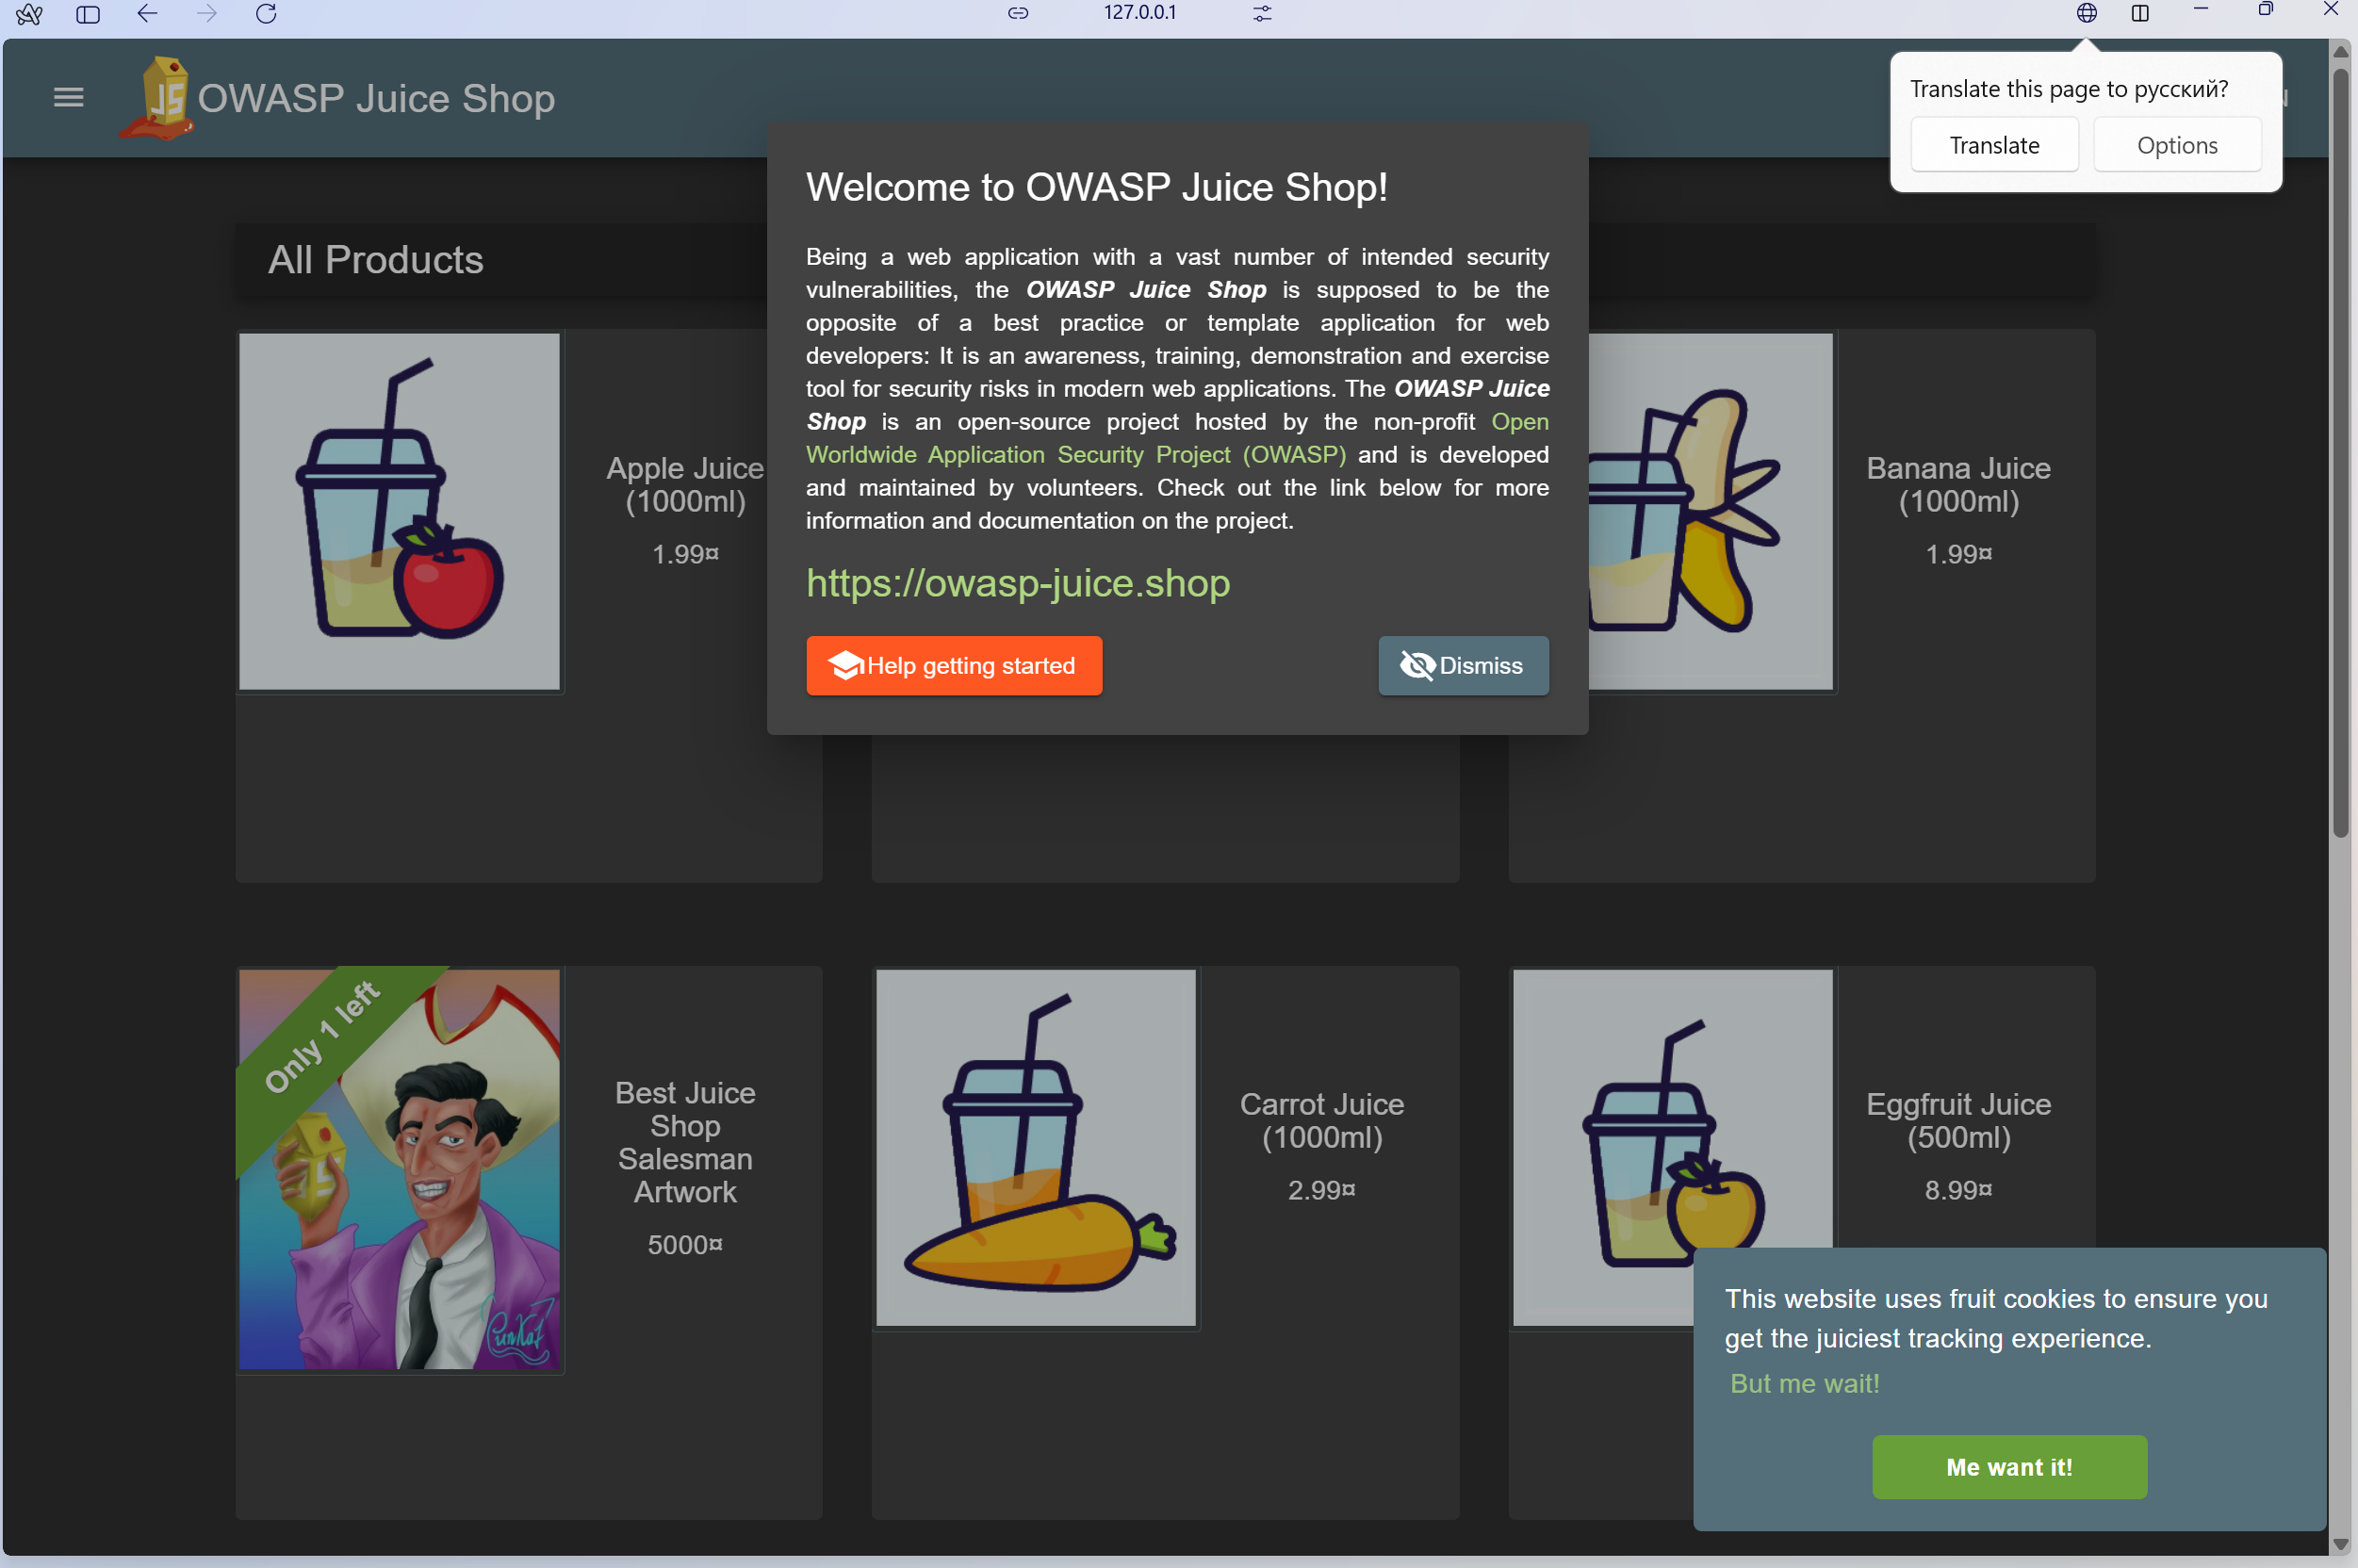 127.0.0.1
OWASP Juice Shop
Translate this page to русский?
Translate
Options
All Products
Welcome to OWASP Juice Shop!
Being a web application with a vast number of intended security
vulnerabilities, the OWASP Juice Shop is supposed to be the
opposite of a best practice or template application for web
developers: It is an awareness, training, demonstration and exercise
tool for security risks in modern web applications. The OWASP Juice
Shop is an open-source project hosted by the non-profit Open
Worldwide Application Security Project (OWASP) and is developed
and maintained by volunteers. Check out the link below for more
information and documentation on the project.
https://owasp-juice.shop
Help getting started
Dismiss
Apple Juice
(1000ml)
1.99¤
Banana Juice
(1000ml)
1.99¤
Only 1 left
Best Juice
Shop
Salesman
Artwork
5000¤
Carrot Juice
(1000ml)
2.99¤
Eggfruit Juice
(500ml)
8.99¤
This website uses fruit cookies to ensure you
get the juiciest tracking experience.
But me wait!
Me want it!